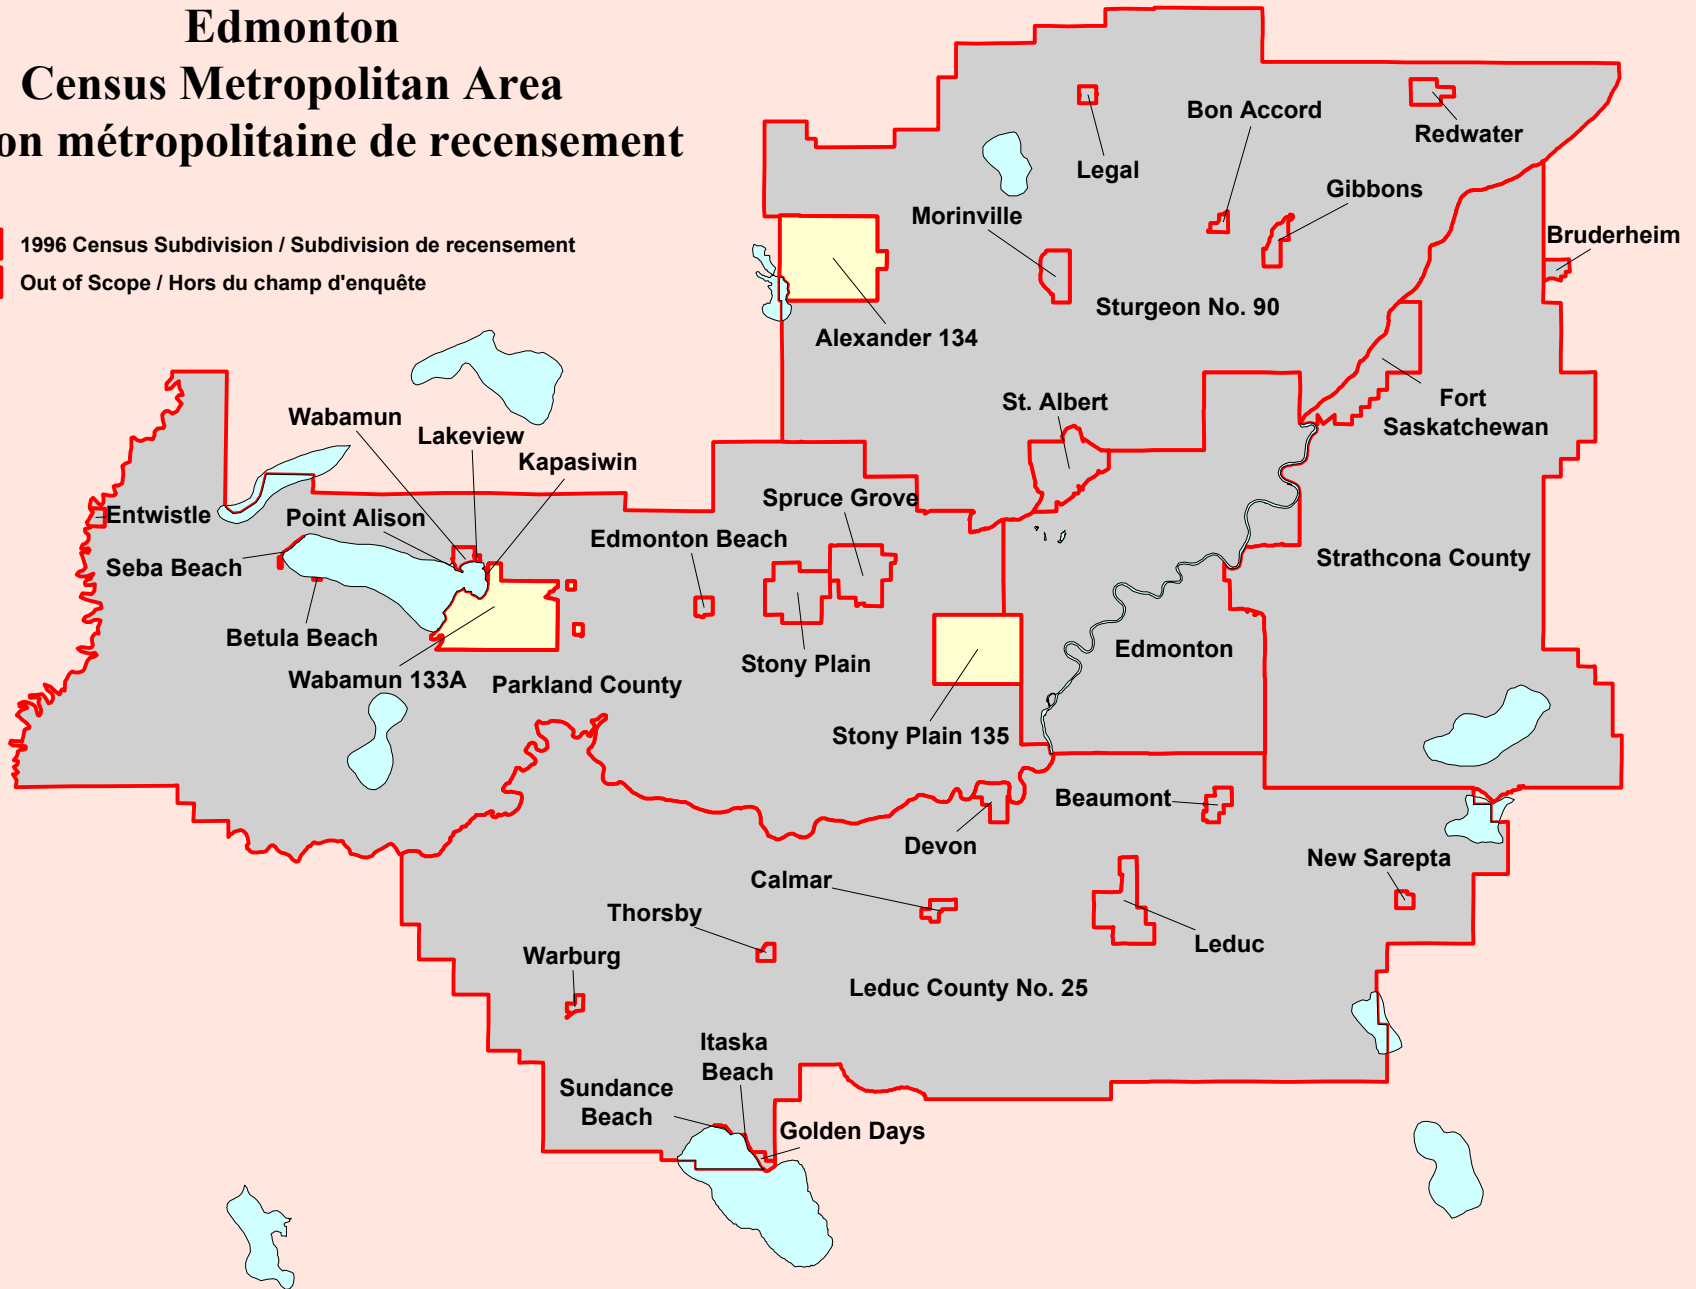 Edmonton
Census Metropolitan Area
on métropolitaine de recensement
1996 Census Subdivision / Subdivision de recensement
Out of Scope / Hors du champ d'enquête
Legal
Bon Accord
Redwater
Gibbons
Morinville
Bruderheim
Sturgeon No. 90
Alexander 134
Fort
Saskatchewan
St. Albert
Wabamun
Lakeview
Kapasiwin
Spruce Grove
Entwistle
Point Alison
Edmonton Beach
Seba Beach
Strathcona County
Betula Beach
Edmonton
Stony Plain
Wabamun 133A
Parkland County
Stony Plain 135
Beaumont
Devon
New Sarepta
Calmar
Thorsby
Leduc
Warburg
Leduc County No. 25
Itaska
Beach
Sundance
Beach
Golden Days